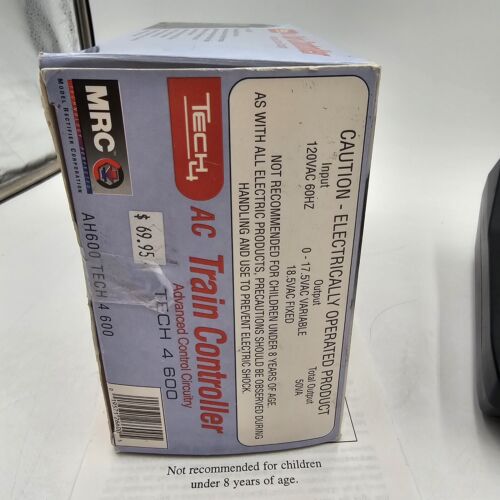 TECH 4
AC Train Controller
Advanced Control Circuitry
TECH 4 600
MRC
MODEL RECTIFIER CORPORATION
AH600 TECH 4 600
$ 69.95
CAUTION - ELECTRICALLY OPERATED PRODUCT
Input
120VAC 60HZ
Output
0 - 17.5VAC VARIABLE
18.5VAC FIXED
Total Output
50VA
NOT RECOMMENDED FOR CHILDREN UNDER 8 YEARS OF AGE
AS WITH ALL ELECTRIC PRODUCTS, PRECAUTIONS SHOULD BE OBSERVED DURING
HANDLING AND USE TO PREVENT ELECTRIC SHOCK
Not recommended for children
under 8 years of age.